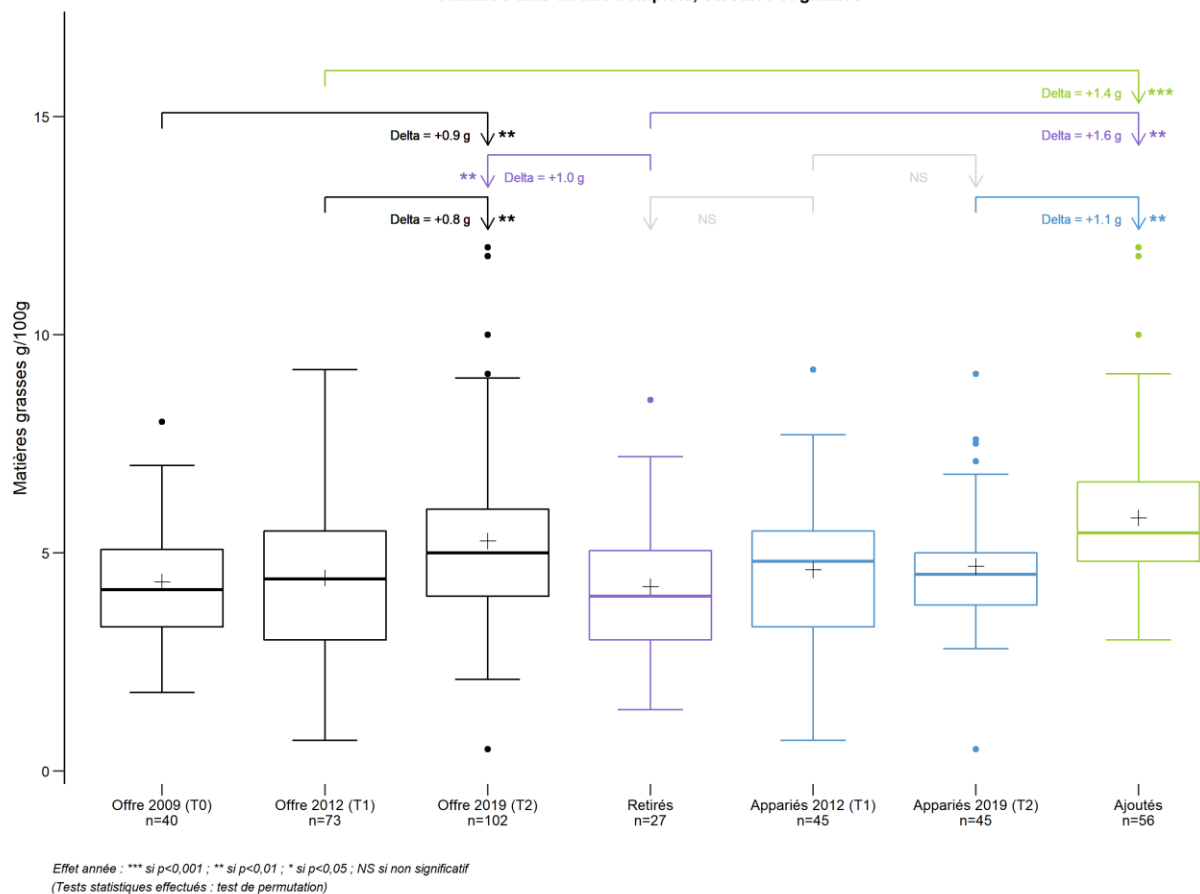 Delta = +1.4 g ***
15
Delta = +0.9 g **
Delta = +1.6 g **
** Delta = +1.0 g
NS
Delta = +0.8 g **
NS
Delta = +1.1 g **
Matières grasses g/100g
10
5
0
Offre 2009 (T0)
n=40
Offre 2012 (T1)
n=73
Offre 2019 (T2)
n=102
Retirés
n=27
Appariés 2012 (T1)
n=45
Appariés 2019 (T2)
n=45
Ajoutés
n=56
Effet année : *** si p<0,001 ; ** si p<0,01 ; * si p<0,05 ; NS si non significatif
(Tests statistiques effectués : test de permutation)